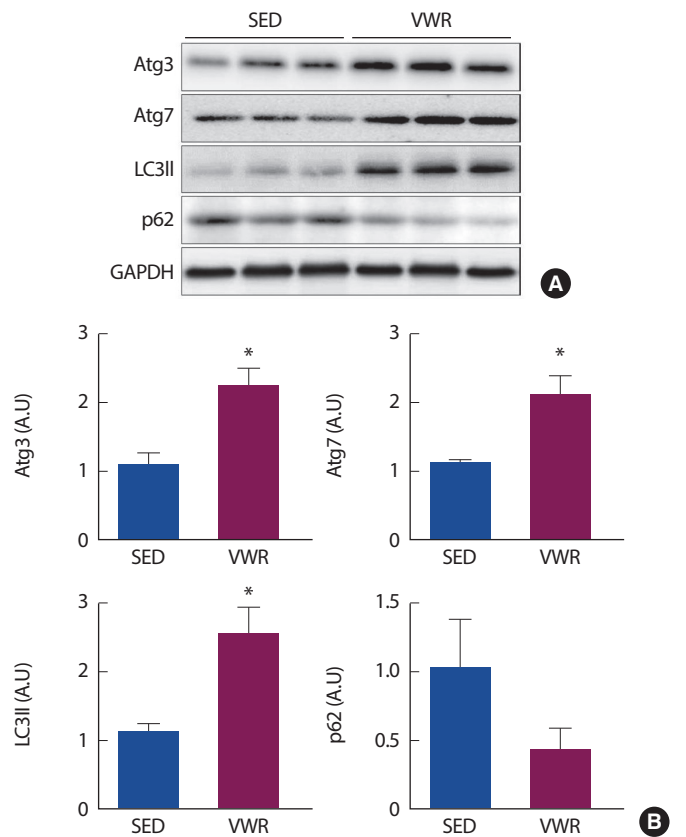 SED VWR
Atg3
Atg7
LC3II
p62
GAPDH
A
3
2
1
0
Atg3 (A.U)
*
SED VWR
3
2
1
0
Atg7 (A.U)
*
SED VWR
3
2
1
0
LC3II (A.U)
*
SED VWR
1.5
1.0
0.5
0
p62 (A.U)
SED VWR
B